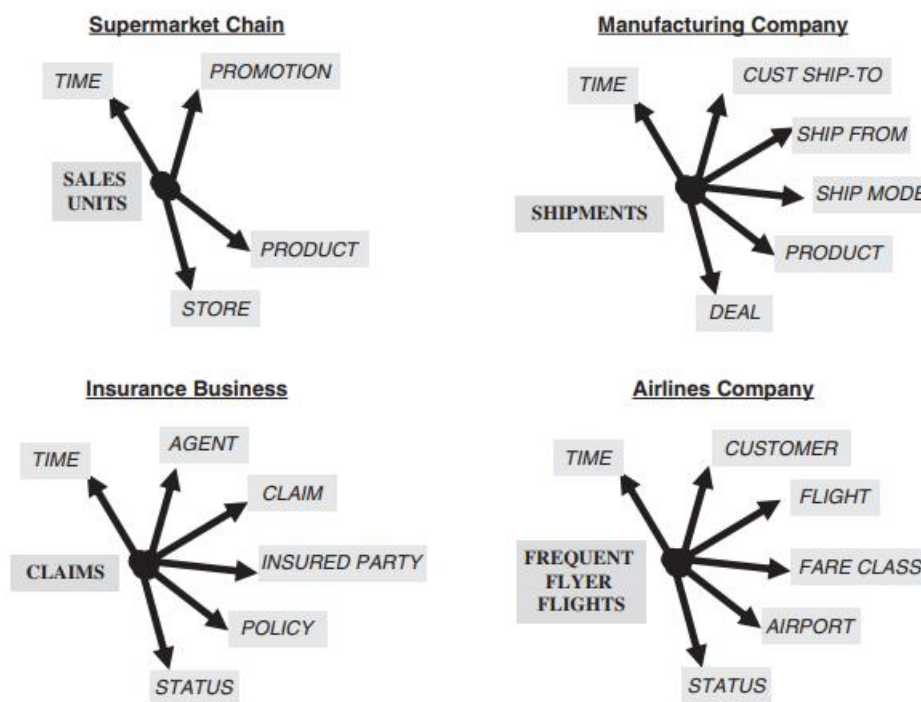 Supermarket Chain
TIME
PROMOTION
SALES
UNITS
PRODUCT
STORE
Manufacturing Company
TIME
CUST SHIP-TO
SHIP FROM
SHIP MODE
SHIPMENTS
PRODUCT
DEAL
Insurance Business
TIME
AGENT
CLAIM
INSURED PARTY
CLAIMS
POLICY
STATUS
Airlines Company
TIME
CUSTOMER
FLIGHT
FREQUENT
FLYER
FLIGHTS
FARE CLASS
AIRPORT
STATUS